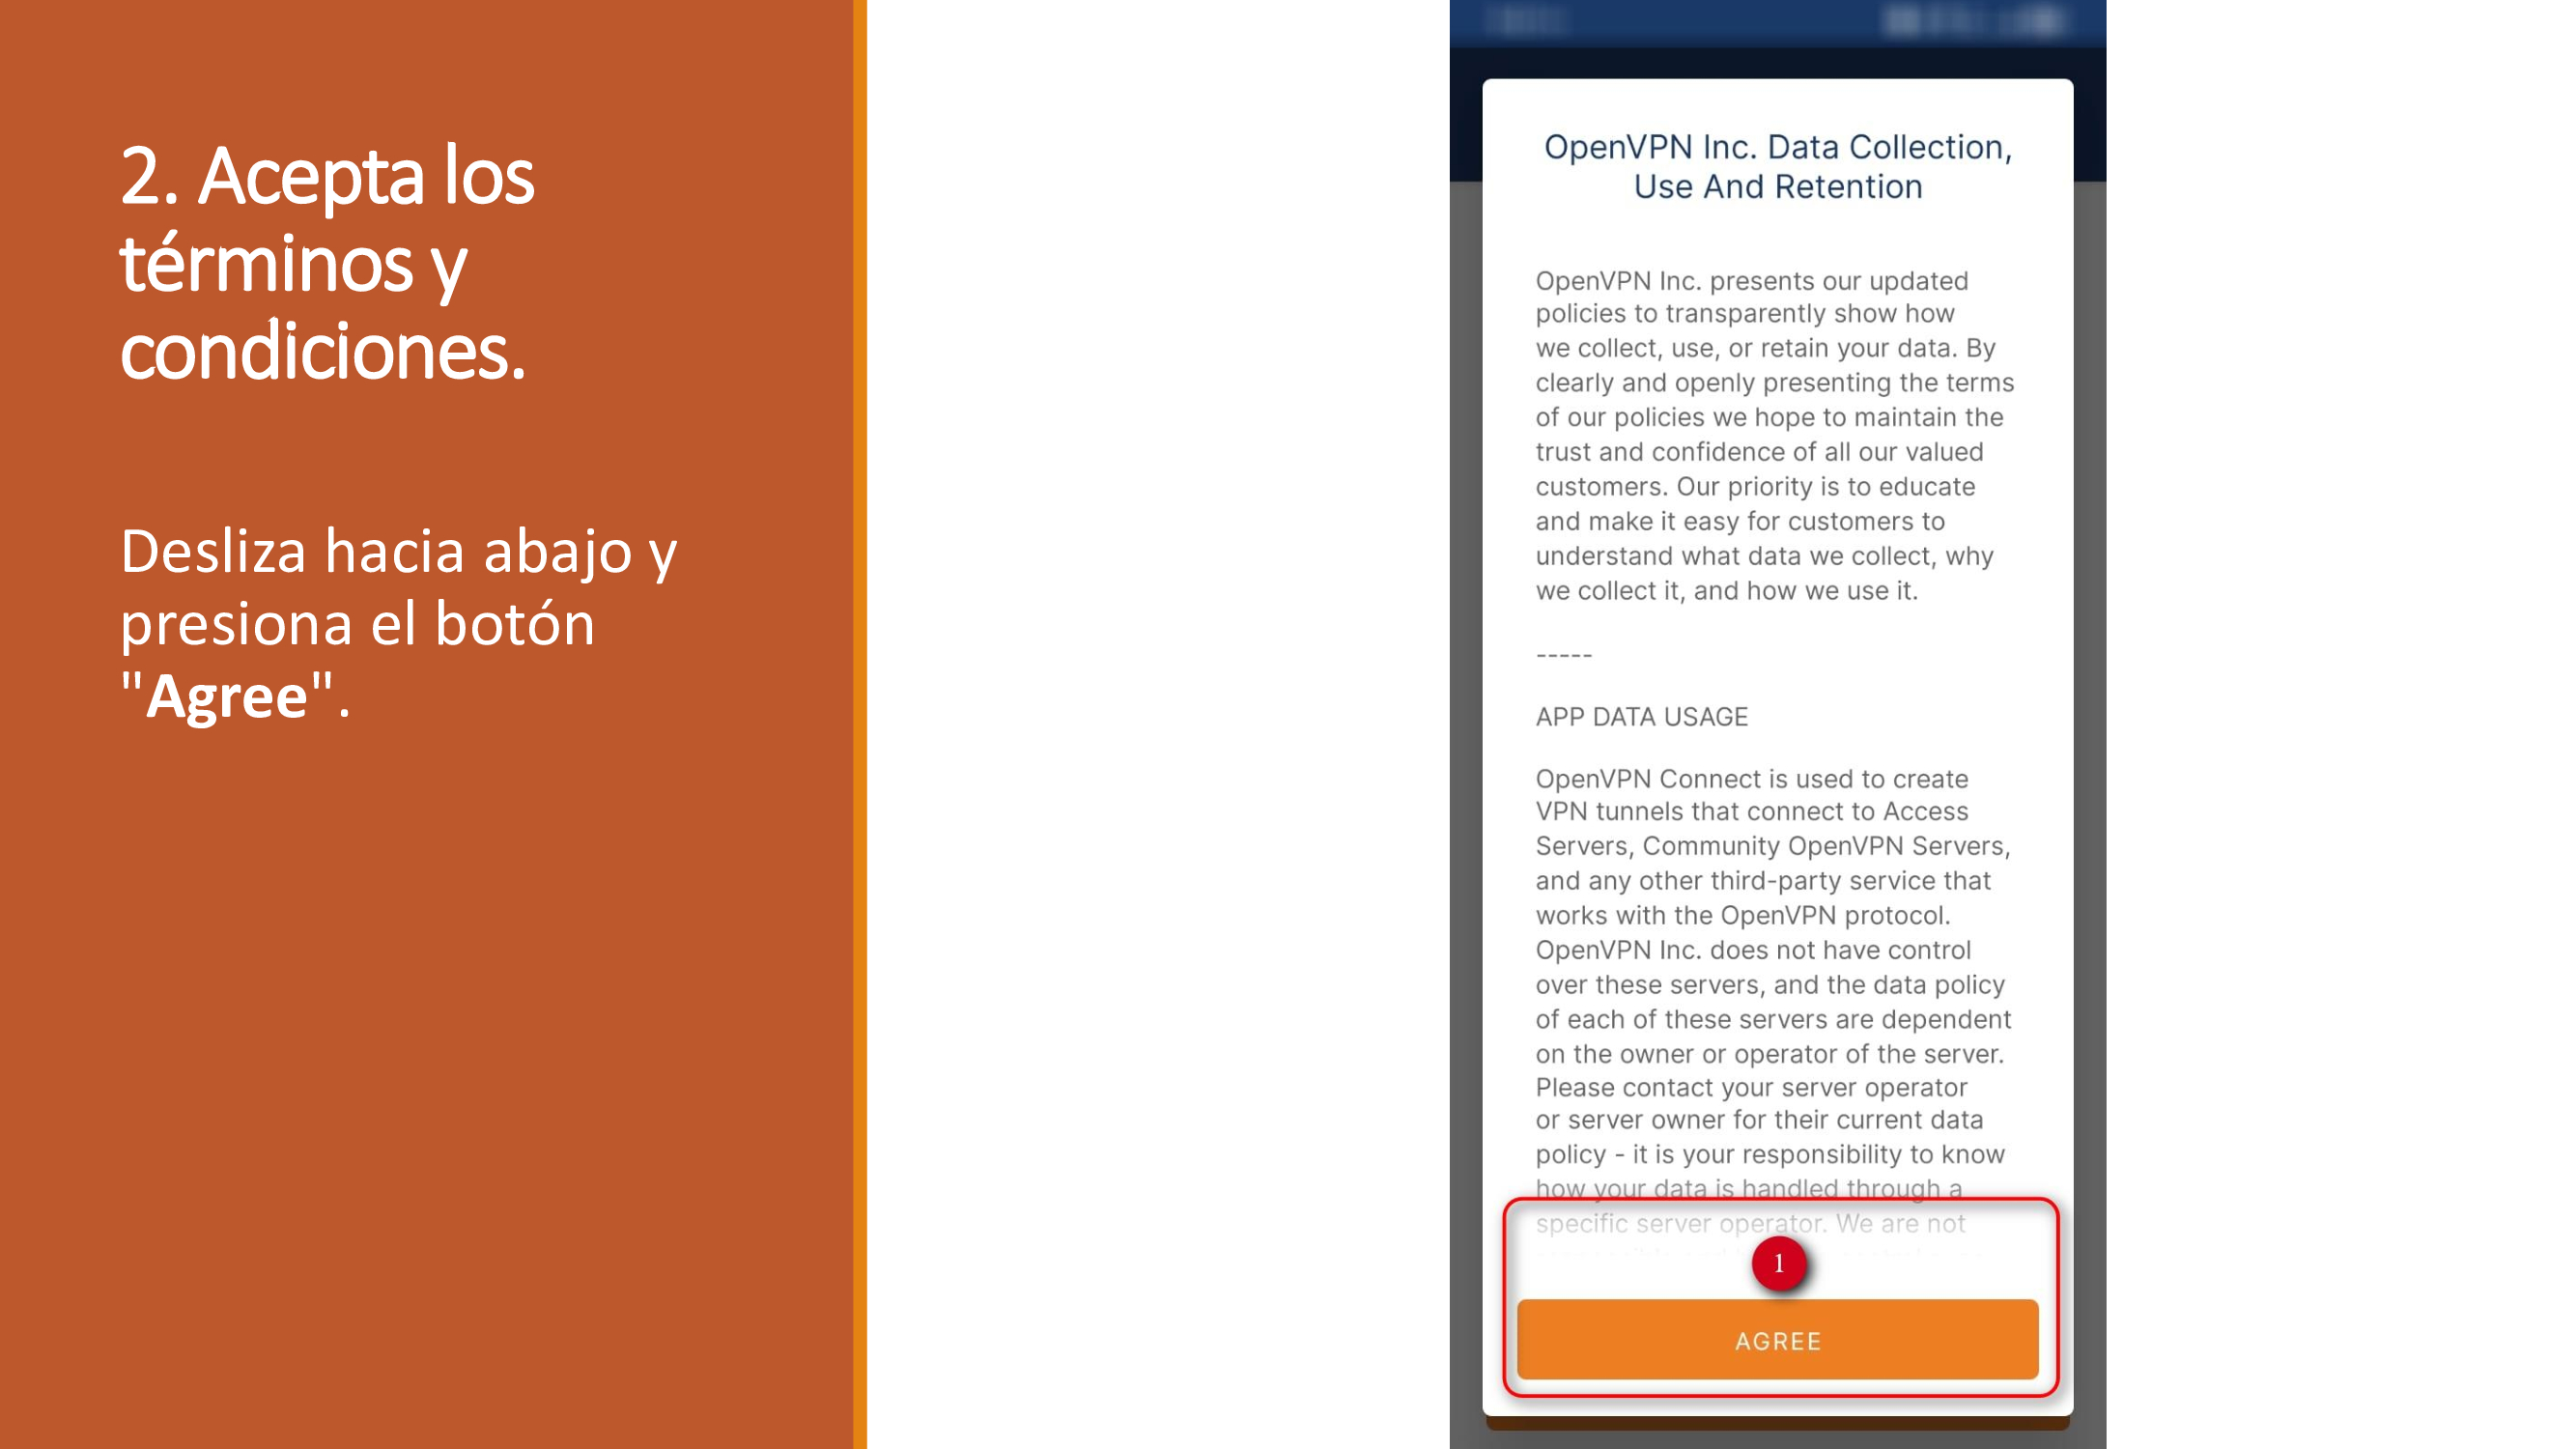 2. Acepta los
términos y
condiciones.
Desliza hacia abajo y
presiona el botón
"Agree".
OpenVPN Inc. Data Collection,
Use And Retention
OpenVPN Inc. presents our updated
policies to transparently show how
we collect, use, or retain your data. By
clearly and openly presenting the terms
of our policies we hope to maintain the
trust and confidence of all our valued
customers. Our priority is to educate
and make it easy for customers to
understand what data we collect, why
we collect it, and how we use it.
-----
APP DATA USAGE
OpenVPN Connect is used to create
VPN tunnels that connect to Access
Servers, Community OpenVPN Servers,
and any other third-party service that
works with the OpenVPN protocol.
OpenVPN Inc. does not have control
over these servers, and the data policy
of each of these servers are dependent
on the owner or operator of the server.
Please contact your server operator
or server owner for their current data
policy - it is your responsibility to know
how your data is handled through a
specific server operator. We are not
1
AGREE